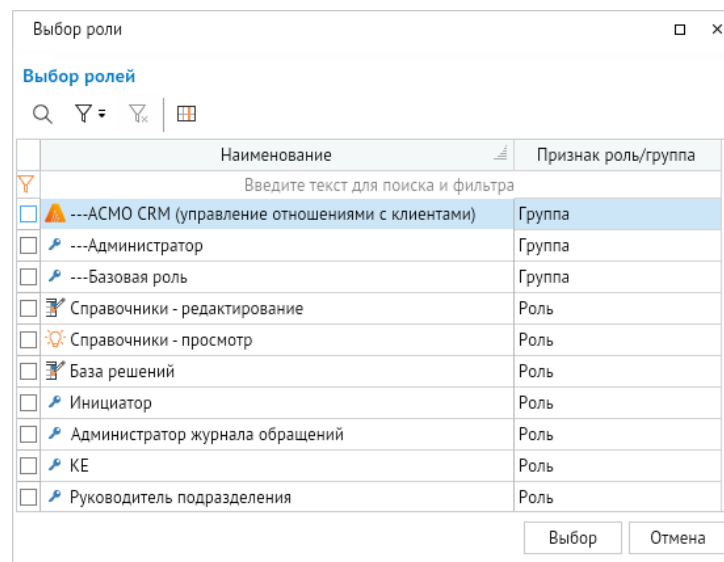 Выбор роли
Выбор ролей
Наименование Признак роль/группа
Введите текст для поиска и фильтра
---АСМО CRM (управление отношениями с клиентами) Группа
---Администратор Группа
---Базовая роль Группа
Справочники - редактирование Роль
Справочники - просмотр Роль
База решений Роль
Инициатор Роль
Администратор журнала обращений Роль
КЕ Роль
Руководитель подразделения Роль
Выбор Отмена